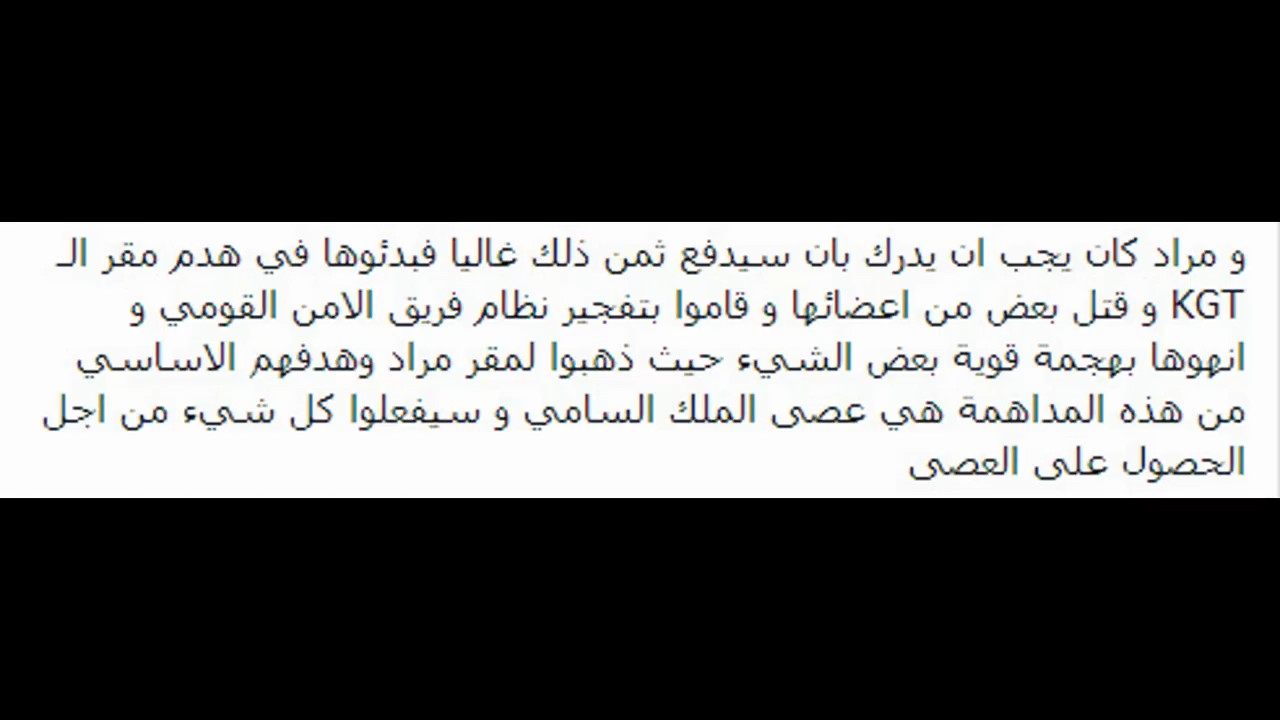 و مراد كان يجب ان يدرك بان سيدفع ثمن ذلك غاليا فبدئوها في هدم مقر الـ
KGT و قتل بعض من اعضائها و قاموا بتفجير نظام فريق الامن القومي و
انهوها بهجمة قوية بعض الشيء حيث ذهبوا لمقر مراد وهدفهم الاساسي
من هذه المداهمة هي عصى الملك السامي و سيفعلوا كل شيء من اجل
الحصول على العصى